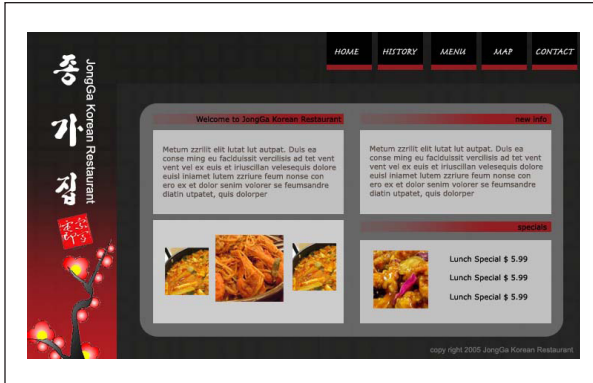 HOME HISTORY MENU MAP CONTACT
종
가
집
JongGa Korean Restaurant
Welcome to JongGa Korean Restaurant
Metum zzrilit elit lutat lut autpat. Duis ea
conse ming eu faciduissit vercilisis ad tet vent
vent vel ex euis et iriuscillan velesequis dolore
euisl iniamet lutem zzriure feum nonse con
ero ex et dolor senim volorer se feumsandre
diatin utpatet, quis dolorper
new info
Metum zzrilit elit lutat lut autpat. Duis ea
conse ming eu faciduissit vercilisis ad tet vent
vent vel ex euis et iriuscillan velesequis dolore
euisl iniamet lutem zzriure feum nonse con
ero ex et dolor senim volorer se feumsandre
diatin utpatet, quis dolorper
specials
Lunch Special $ 5.99
Lunch Special $ 5.99
Lunch Special $ 5.99
copy right 2005 JongGa Korean Restaurant